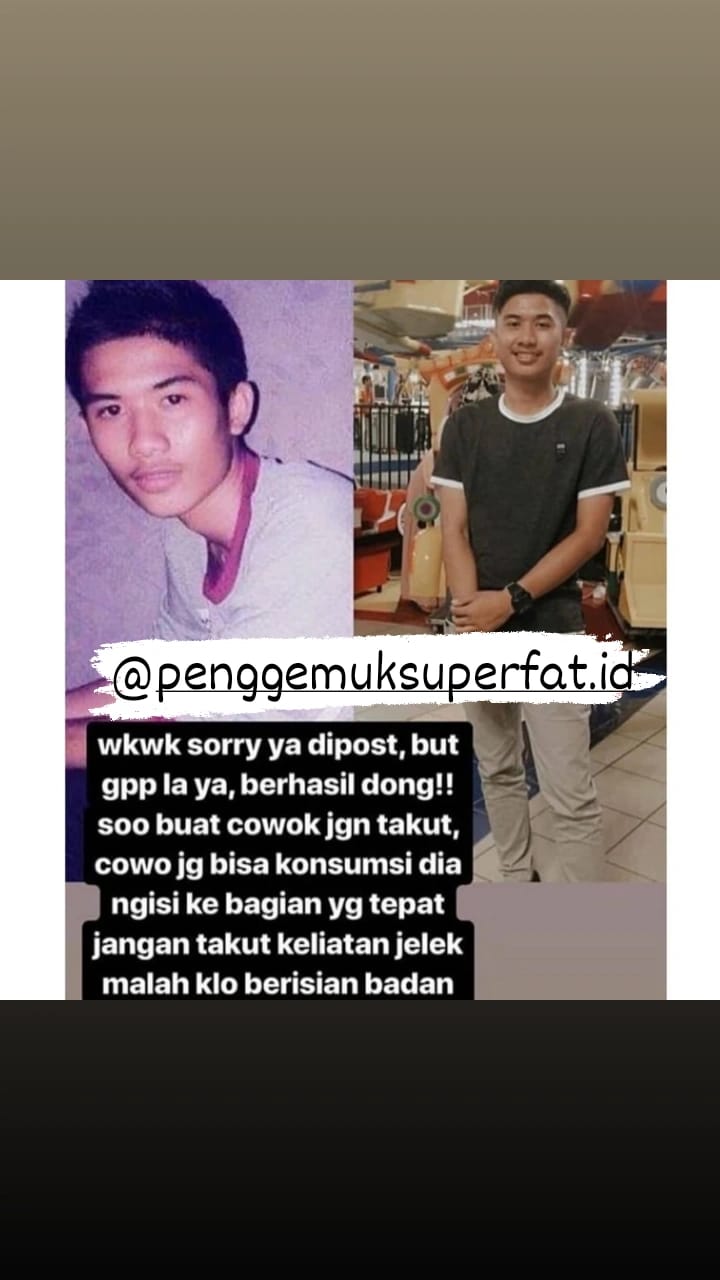 @penggemuksuperfat.id
wkwk sorry ya dipost, but
gpp la ya, berhasil dong!!
soo buat cowok jgn takut,
cowo jg bisa konsumsi dia
ngisi ke bagian yg tepat
jangan takut keliatan jelek
malah klo berisian badan